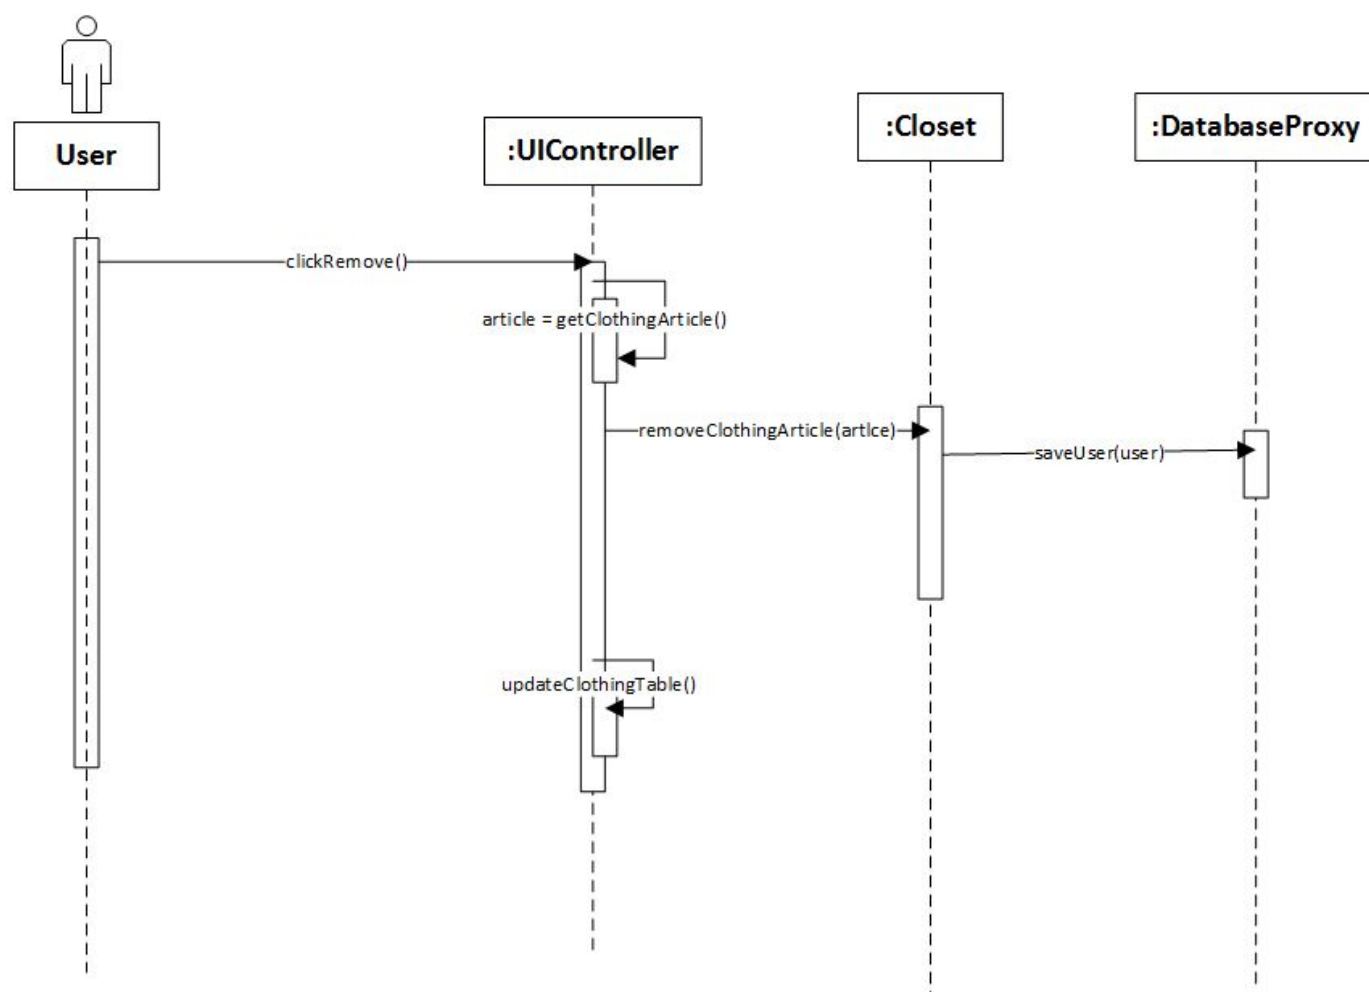 User
:UIController
:Closet
:DatabaseProxy
clickRemove()
article = getClothingArticle()
removeClothingArticle(artlce)
saveUser(user)
updateClothingTable()